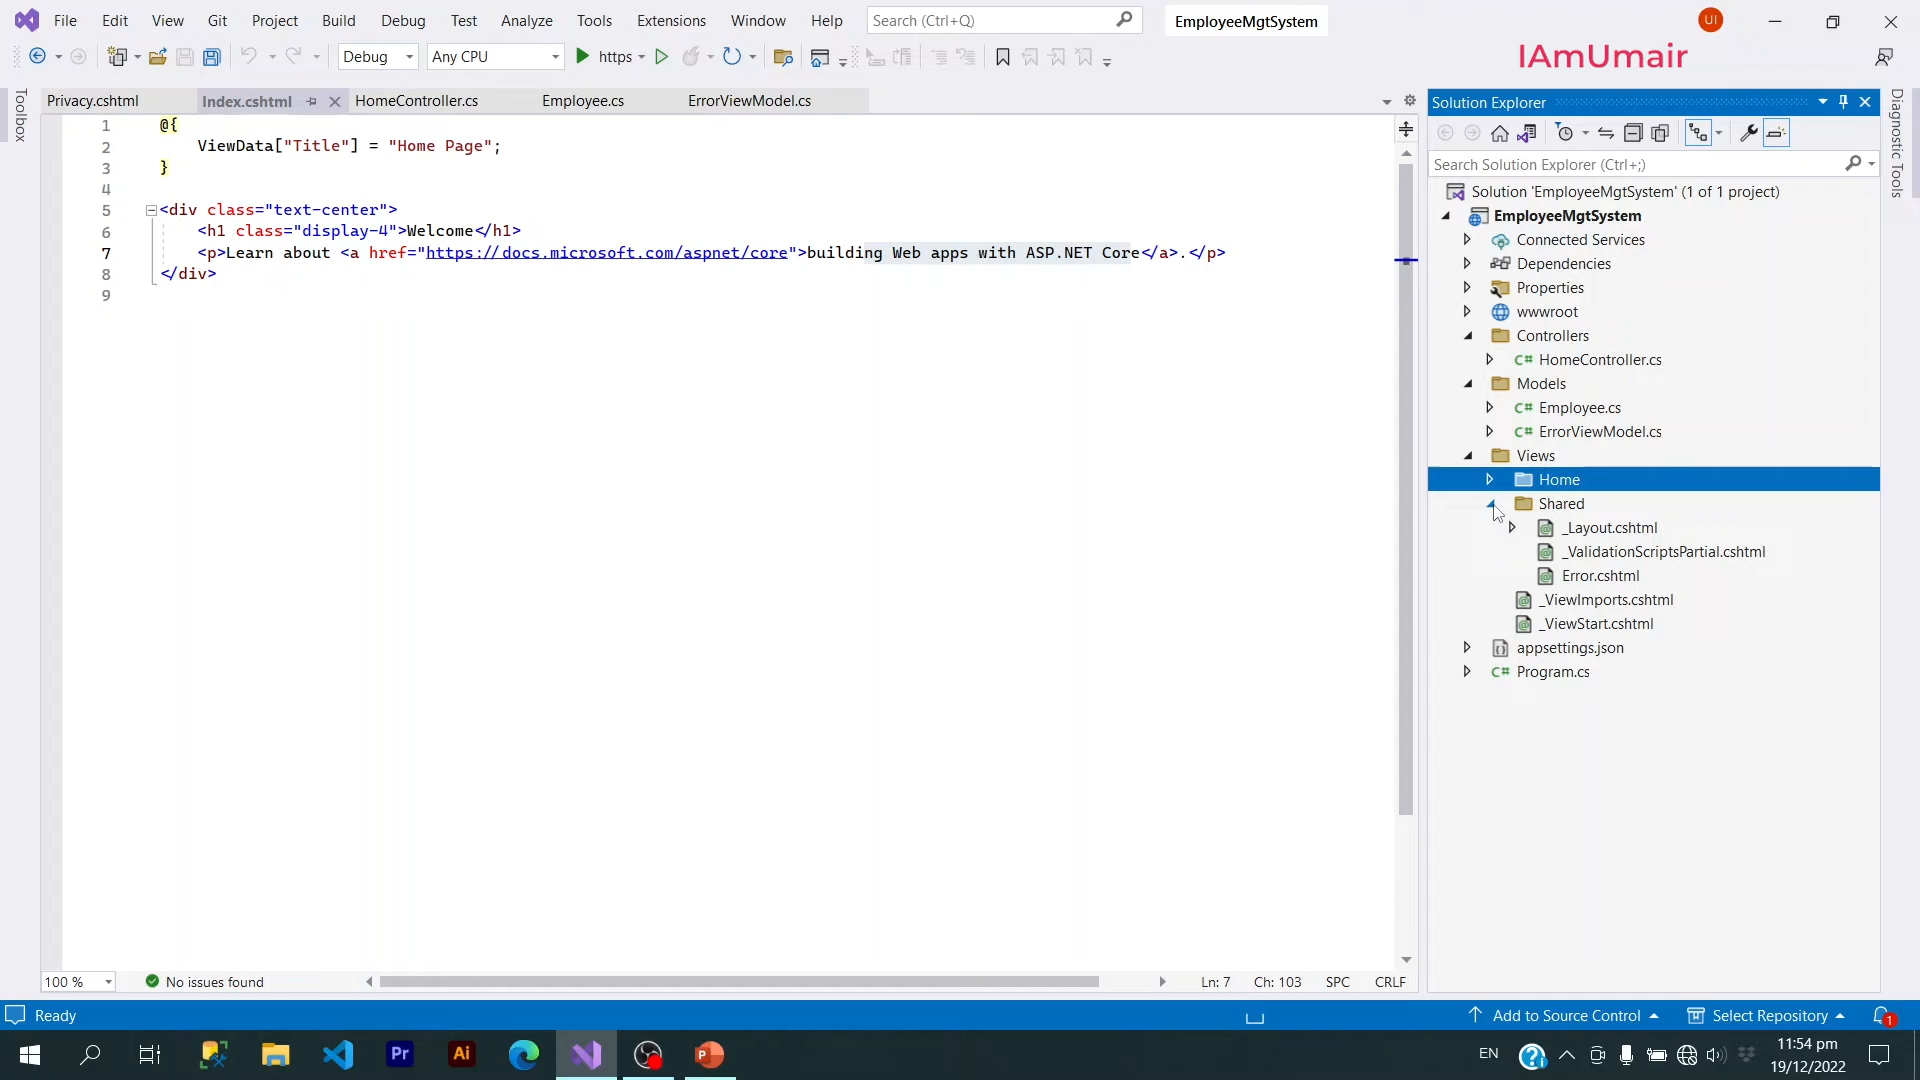 File Edit View Git Project Build Debug Test Analyze Tools Extensions Window Help Search (Ctrl+Q) EmployeeMgtSystem UI
IAmUmair
Debug Any CPU https
Toolbox
Privacy.cshtml Index.cshtml HomeController.cs Employee.cs ErrorViewModel.cs
1 @{
2 ViewData["Title"] = "Home Page";
3 }
4
5 <div class="text-center">
6 <h1 class="display-4">Welcome</h1>
7 <p>Learn about <a href="https://docs.microsoft.com/aspnet/core">building Web apps with ASP.NET Core</a>.</p>
8 </div>
9
100 % No issues found Ln: 7 Ch: 103 SPC CRLF
Solution Explorer
Search Solution Explorer (Ctrl+;)
Solution 'EmployeeMgtSystem' (1 of 1 project)
EmployeeMgtSystem
Connected Services
Dependencies
Properties
wwwroot
Controllers
C# HomeController.cs
Models
C# Employee.cs
C# ErrorViewModel.cs
Views
Home
Shared
_Layout.cshtml
_ValidationScriptsPartial.cshtml
Error.cshtml
_ViewImports.cshtml
_ViewStart.cshtml
appsettings.json
C# Program.cs
Diagnostic Tools
Ready Add to Source Control Select Repository 1
Pr Ai P EN 11:54 pm
19/12/2022